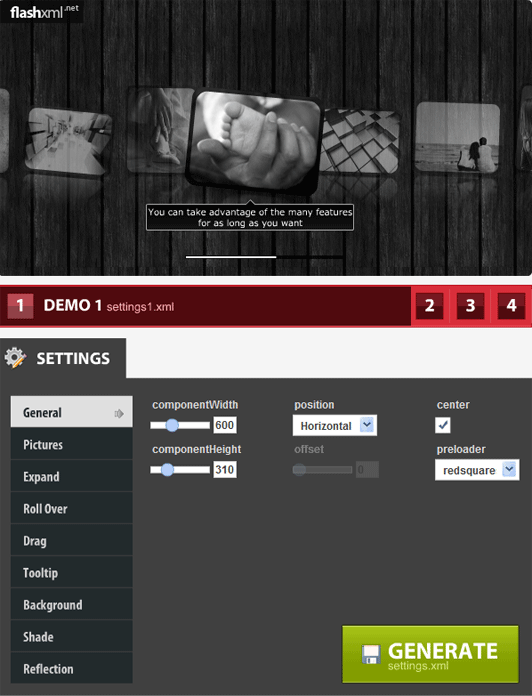 flashxml.net
You can take advantage of the many features
for as long as you want
1 DEMO 1 settings1.xml 2 3 4
SETTINGS
General
Pictures
Expand
Roll Over
Drag
Tooltip
Background
Shade
Reflection
componentWidth
600
componentHeight
310
position
Horizontal
offset
0
center
preloader
redsquare
GENERATE
settings.xml